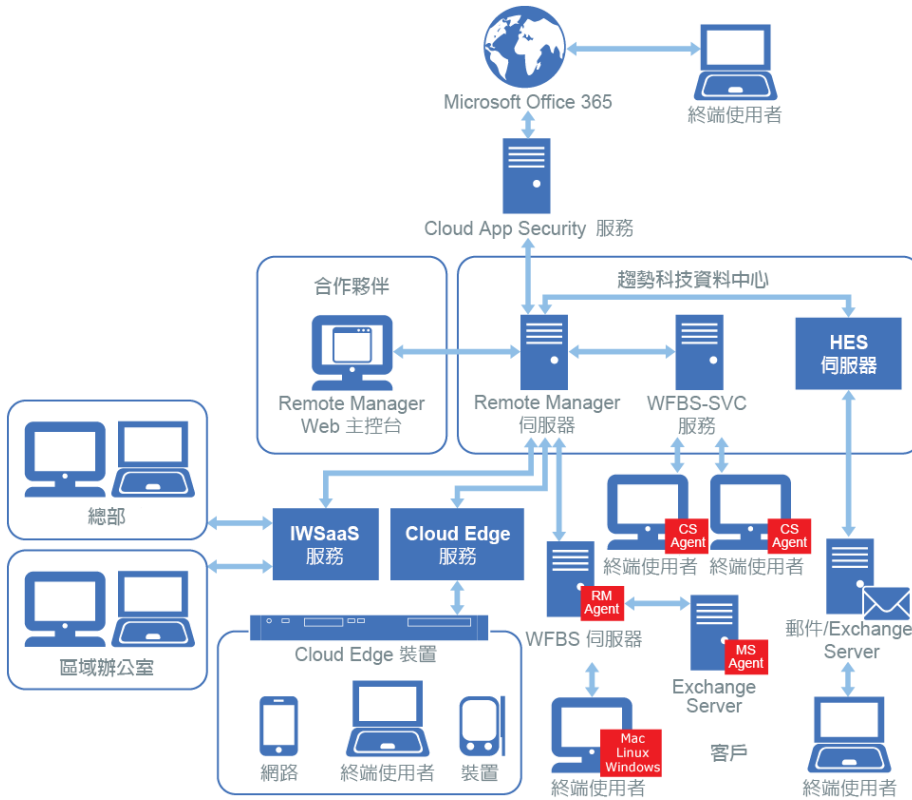 Microsoft Office 365
終端使用者
Cloud App Security 服務
合作夥伴
Remote Manager
Web 主控台
趨勢科技資料中心
Remote Manager
伺服器
WFBS-SVC
服務
HES
伺服器
總部
區域辦公室
IWSaaS
服務
Cloud Edge
服務
CS
Agent
終端使用者
CS
Agent
終端使用者
RM
Agent
WFBS 伺服器
MS
Agent
Exchange
Server
郵件/Exchange
Server
Cloud Edge 裝置
網路
終端使用者
裝置
Mac
Linux
Windows
終端使用者
客戶
終端使用者